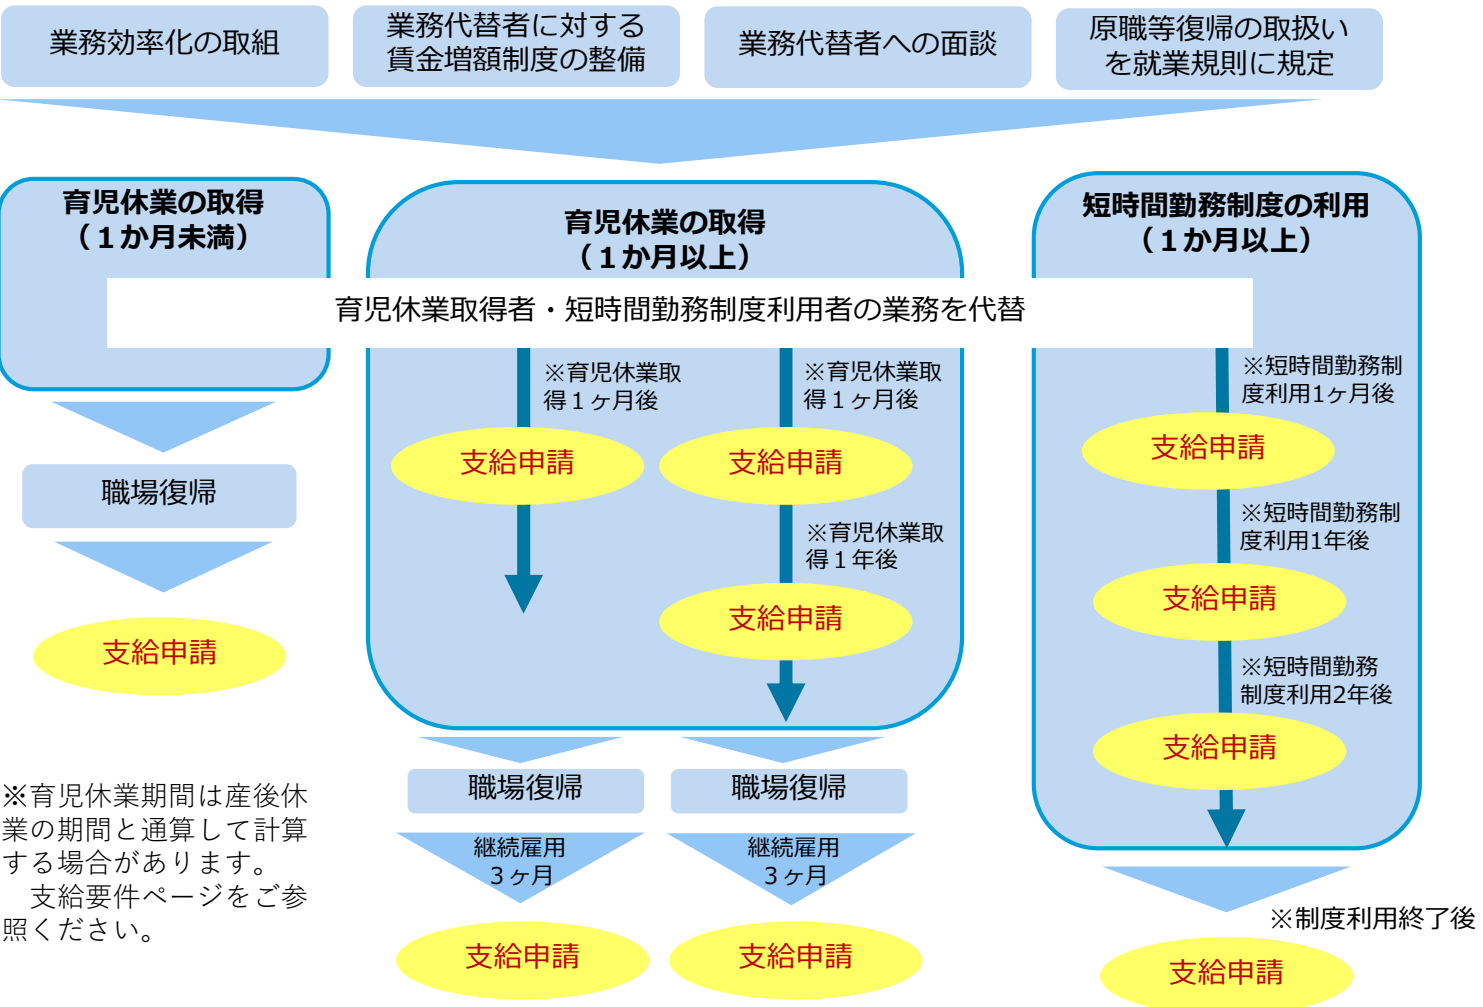 業務効率化の取組
業務代替者に対する
賃金増額制度の整備
業務代替者への面談
原職等復帰の取扱い
を就業規則に規定
育児休業の取得
（１か月未満）
育児休業の取得
（１か月以上）
短時間勤務制度の利用
（１か月以上）
育児休業取得者・短時間勤務制度利用者の業務を代替
職場復帰
支給申請
※育児休業期間は産後休
業の期間と通算して計算
する場合があります。
　支給要件ページをご参
照ください。
※育児休業取
得１ヶ月後
支給申請
職場復帰
継続雇用
３ヶ月
支給申請
※育児休業取
得１ヶ月後
支給申請
※育児休業取
得１年後
支給申請
職場復帰
継続雇用
３ヶ月
支給申請
※短時間勤務制
度利用1ヶ月後
支給申請
※短時間勤務制
度利用1年後
支給申請
※短時間勤務
制度利用2年後
支給申請
※制度利用終了後
支給申請